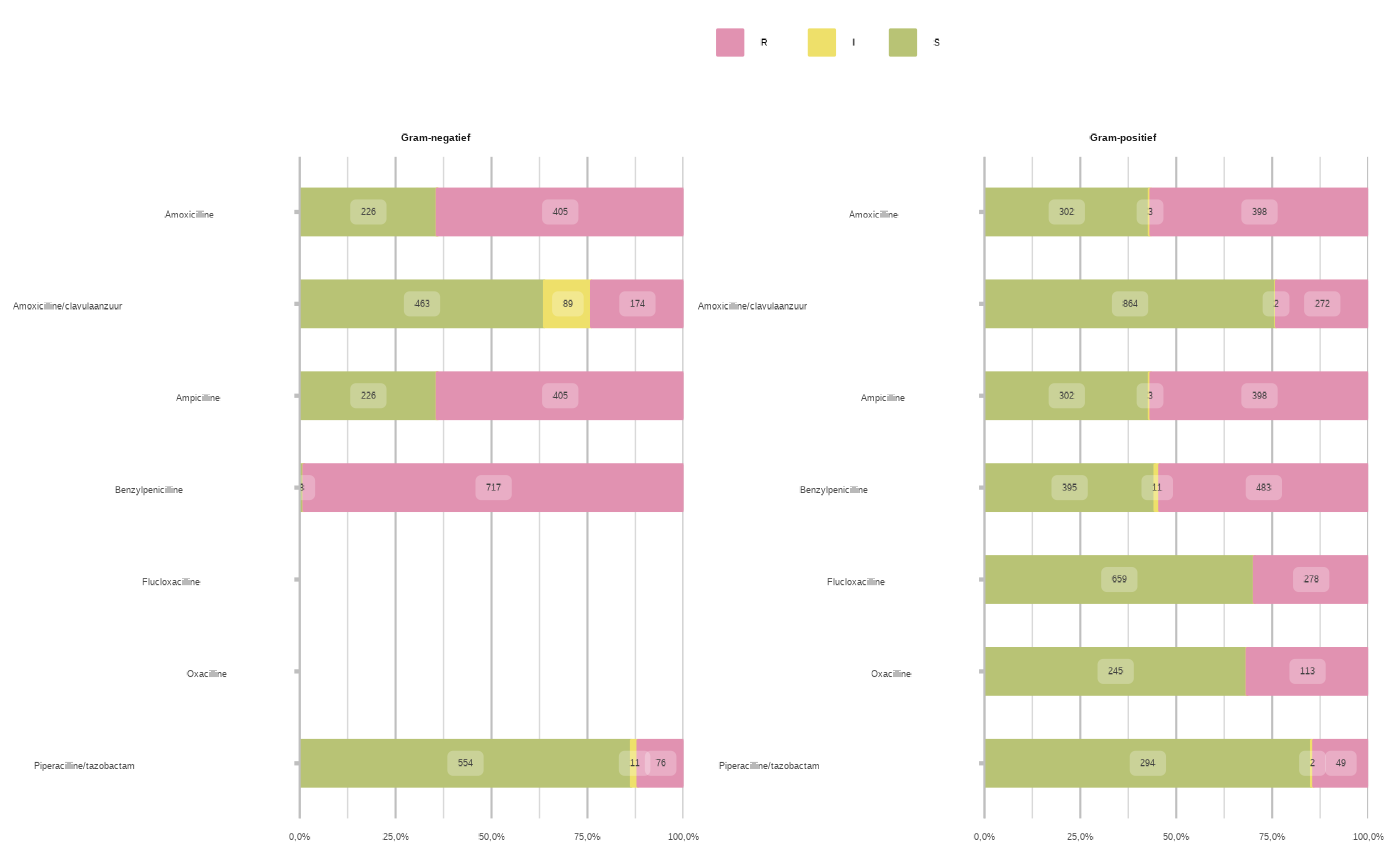 R I S
Gram-negatief Gram-positief
Amoxicilline 226 405 Amoxicilline 302 3 398
Amoxicilline/clavulaanzuur 463 89 174 Amoxicilline/clavulaanzuur 864 2 272
Ampicilline 226 405 Ampicilline 302 3 398
Benzylpenicilline 3 717 Benzylpenicilline 395 11 483
Flucloxacilline Flucloxacilline 659 278
Oxacilline Oxacilline 245 113
Piperacilline/tazobactam 554 11 76 Piperacilline/tazobactam 294 2 49
0,0% 25,0% 50,0% 75,0% 100,0% 0,0% 25,0% 50,0% 75,0% 100,0%